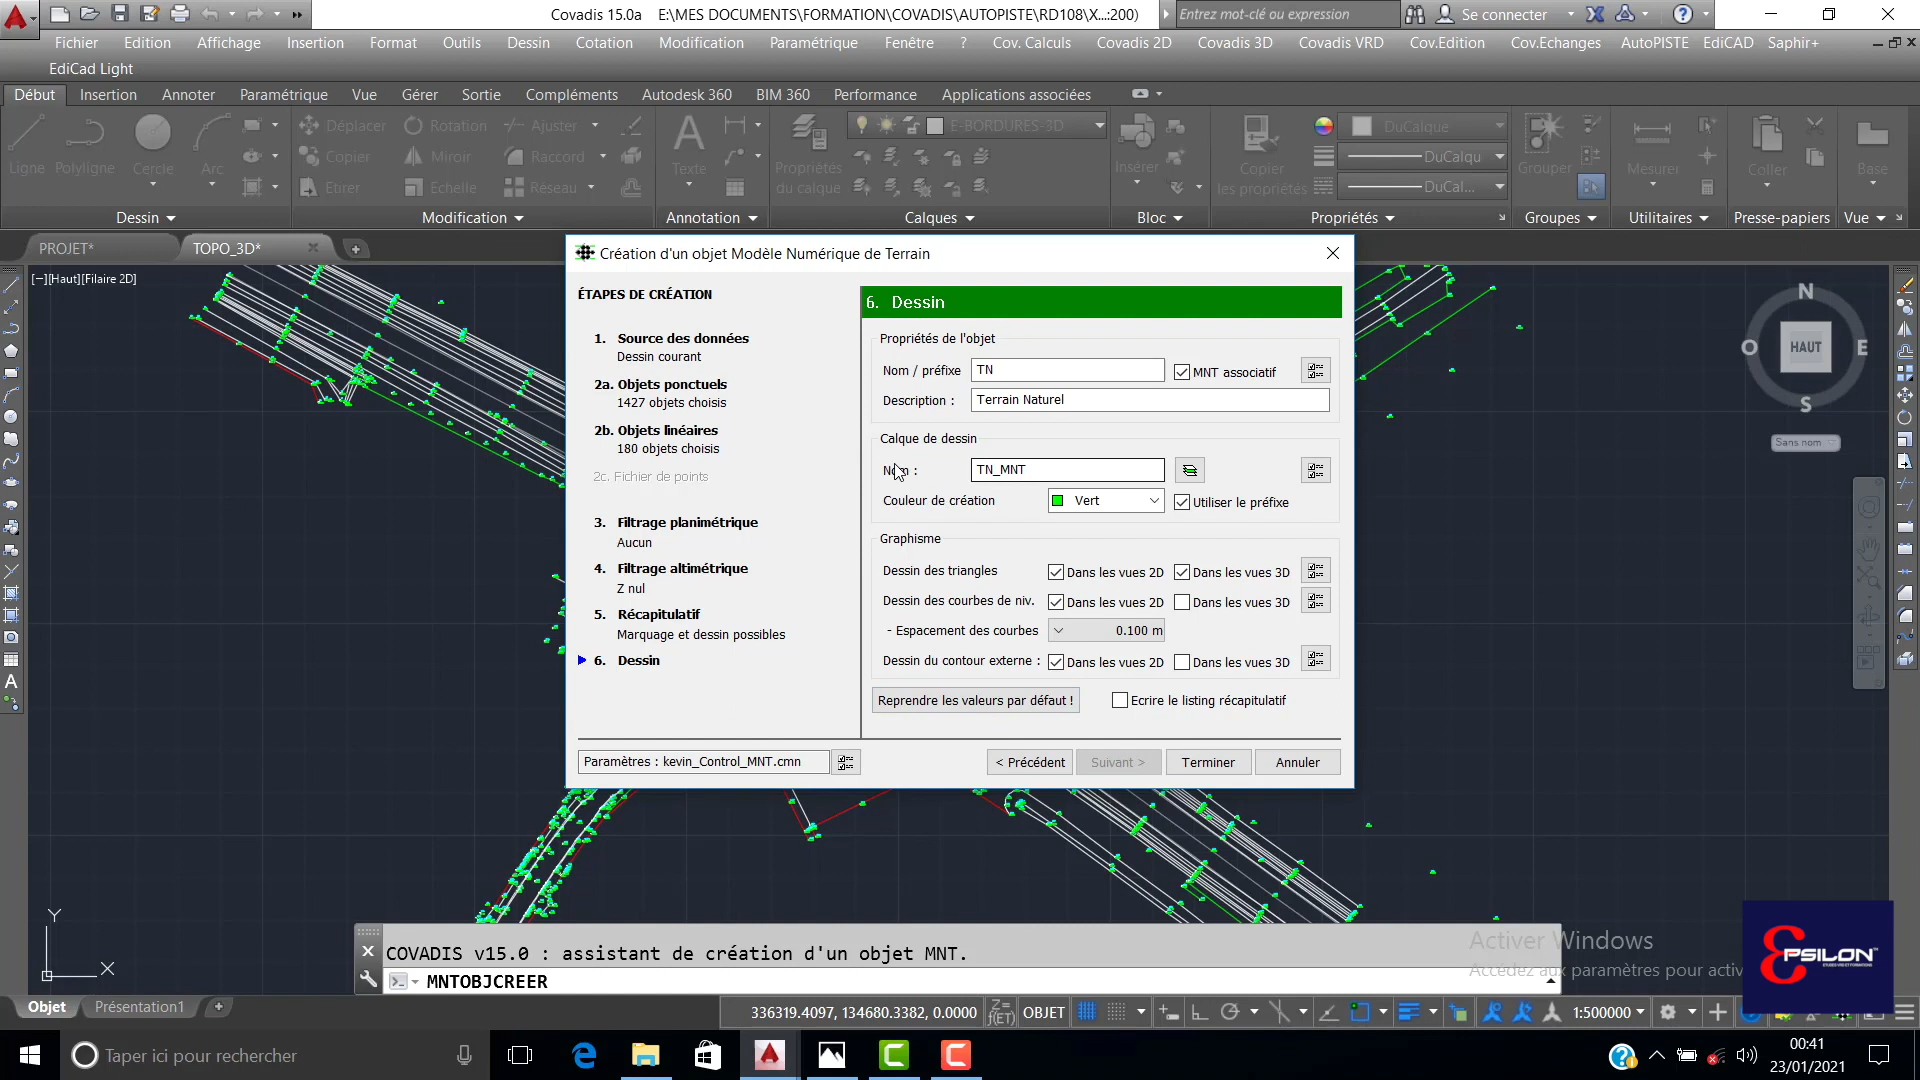 Covadis 15.0a E:\MES DOCUMENTS\FORMATION\COVADIS\AUTOPISTE\RD108\X...:200)
Entrez mot-clé ou expression
Se connecter
Fichier Edition Affichage Insertion Format Outils Dessin Cotation Modification Paramétrique Fenêtre ? Cov. Calculs Covadis 2D Covadis 3D Covadis VRD Cov.Edition Cov.Echanges AutoPISTE EdiCAD Saphir+
EdiCad Light
Début Insertion Annoter Paramétrique Vue Gérer Sortie Compléments Autodesk 360 BIM 360 Performance Applications associées
Ligne Polyligne Cercle Arc
Déplacer Rotation Ajuster
Copier Miroir Raccord
Etirer Echelle Réseau
Texte
Propriétés du calque
E-BORDURES-3D
Insérer
Copier les propriétés
DuCalque
DuCalqu
DuCal...
Grouper
Mesurer
Coller
Base
Dessin Modification Annotation Calques Bloc Propriétés Groupes Utilitaires Presse-papiers Vue
PROJET* TOPO_3D*
[−][Haut][Filaire 2D]
N
O HAUT E
S
Sans nom
Création d'un objet Modèle Numérique de Terrain
ÉTAPES DE CRÉATION
1. Source des données
Dessin courant
2a. Objets ponctuels
1427 objets choisis
2b. Objets linéaires
180 objets choisis
2c. Fichier de points
3. Filtrage planimétrique
Aucun
4. Filtrage altimétrique
Z nul
5. Récapitulatif
Marquage et dessin possibles
6. Dessin
6. Dessin
Propriétés de l'objet
Nom / préfixe TN MNT associatif
Description : Terrain Naturel
Calque de dessin
Nom : TN_MNT
Couleur de création Vert Utiliser le préfixe
Graphisme
Dessin des triangles Dans les vues 2D Dans les vues 3D
Dessin des courbes de niv. Dans les vues 2D Dans les vues 3D
- Espacement des courbes 0.100 m
Dessin du contour externe : Dans les vues 2D Dans les vues 3D
Reprendre les valeurs par défaut ! Ecrire le listing récapitulatif
Paramètres : kevin_Control_MNT.cmn < Précédent Suivant > Terminer Annuler
Y
X
COVADIS v15.0 : assistant de création d'un objet MNT.
MNTOBJCREER
Activer Windows
Accédez aux paramètres pour activ
EPSILON
Objet Présentation1
336319.4097, 134680.3382, 0.0000 OBJET 1:500000
A
Taper ici pour rechercher
00:41
23/01/2021